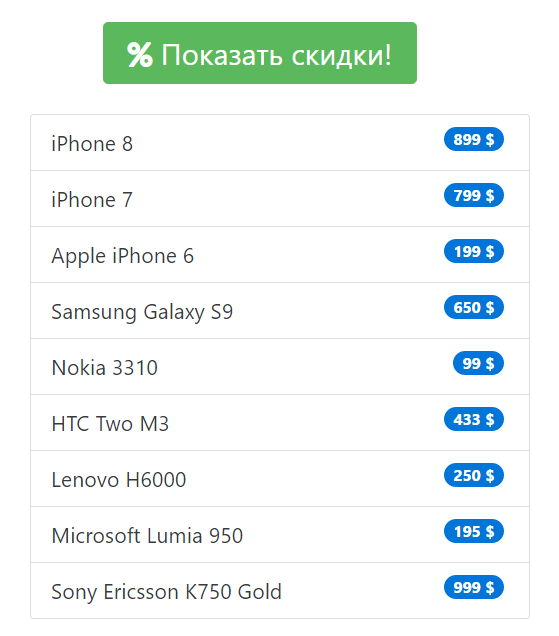 % Показать скидки!
iPhone 8 899 $
iPhone 7 799 $
Apple iPhone 6 199 $
Samsung Galaxy S9 650 $
Nokia 3310 99 $
HTC Two M3 433 $
Lenovo H6000 250 $
Microsoft Lumia 950 195 $
Sony Ericsson K750 Gold 999 $